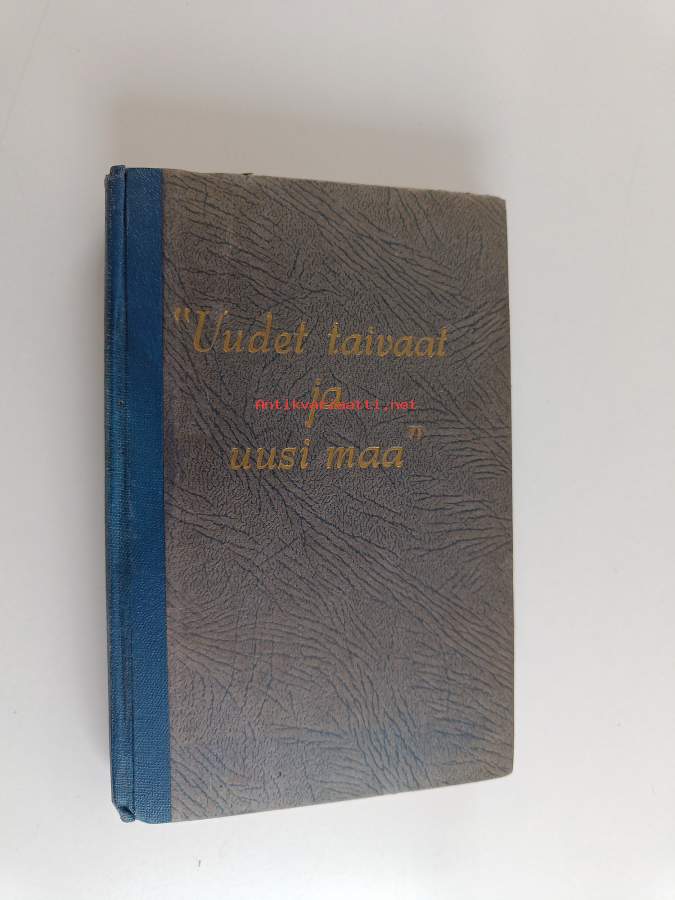 "Uudet taivaat
ja
Antikvariaatti.net
uusi maa"